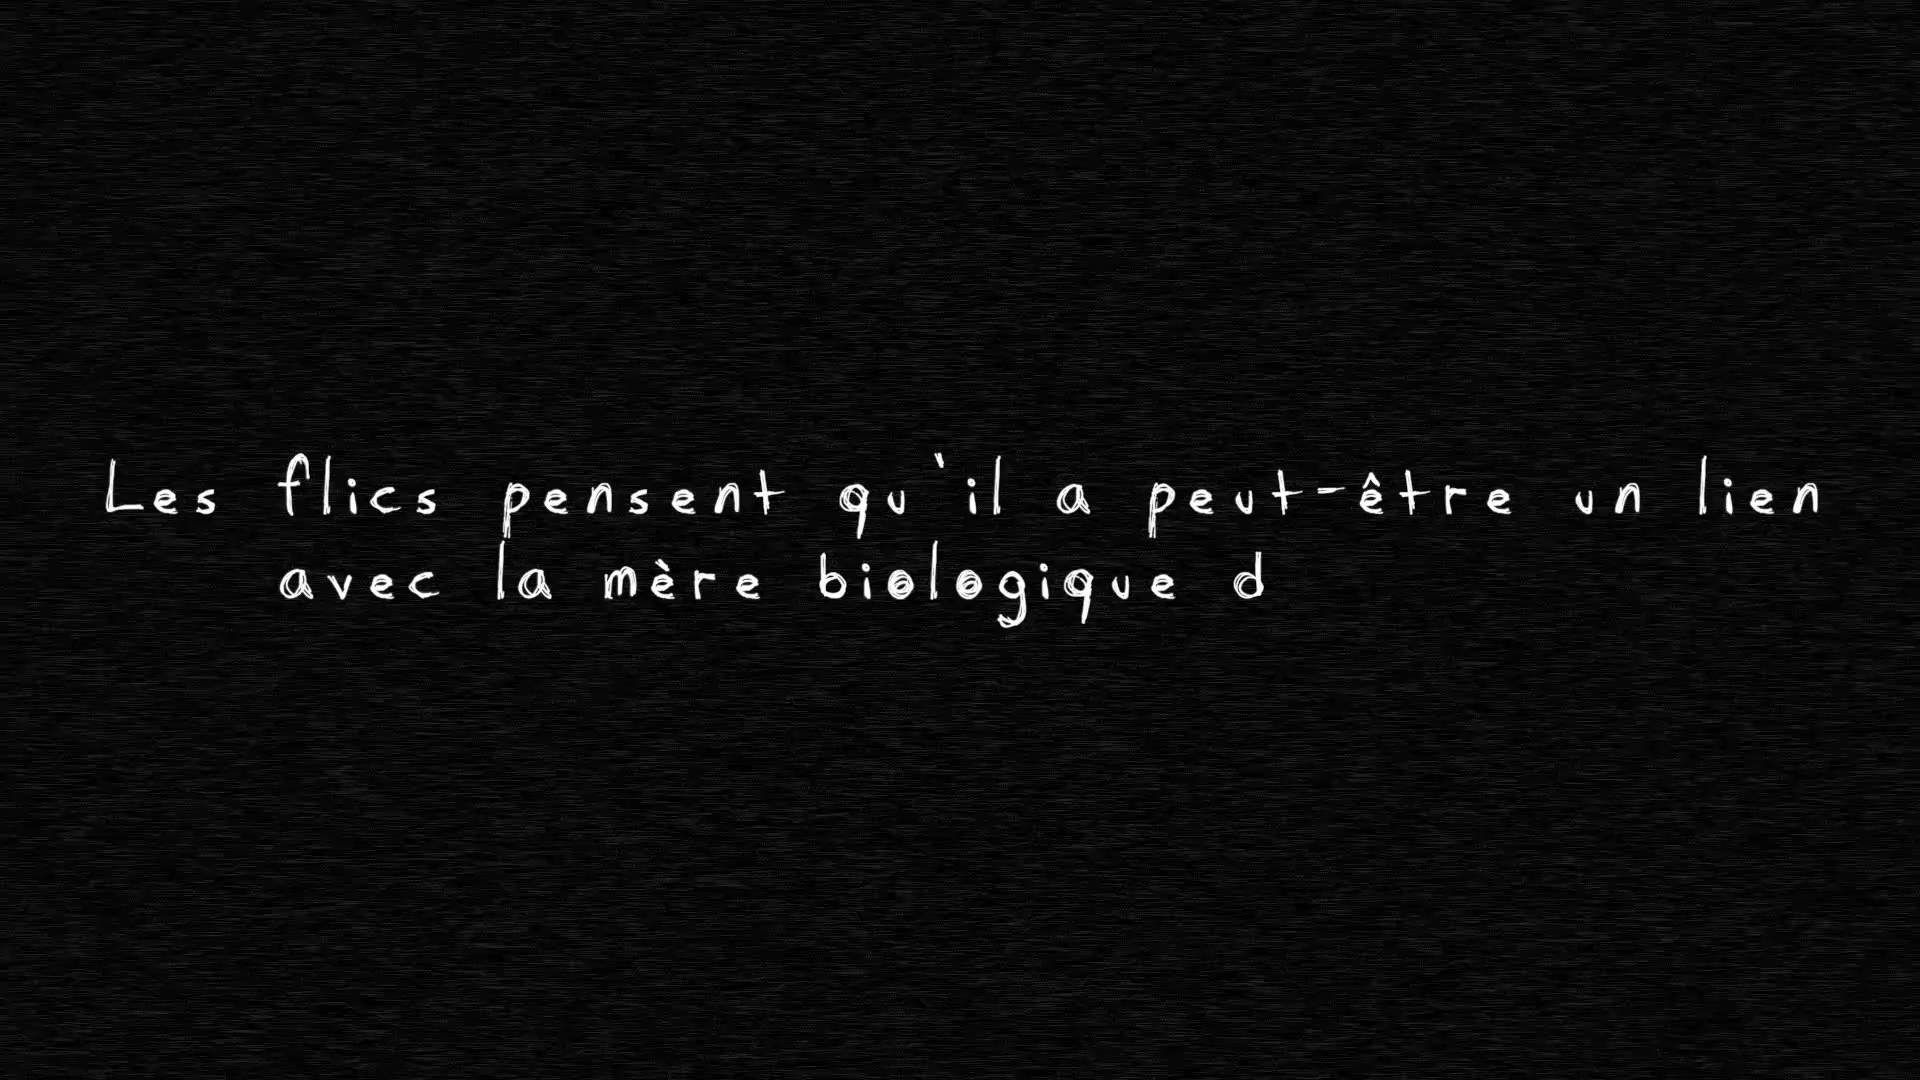 Les flics pensent qu'il a peut-être un lien
avec la mère biologique d